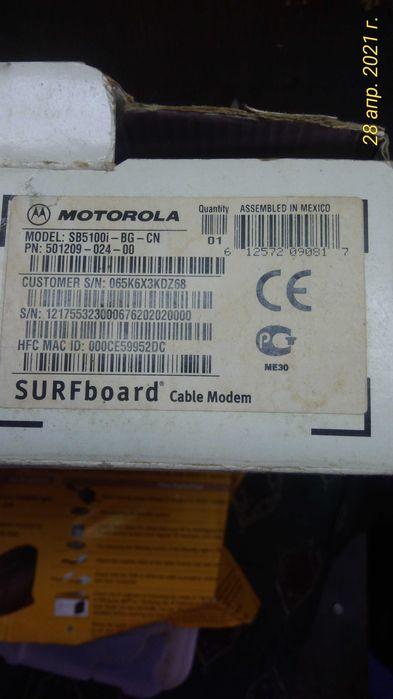 28 апр. 2021 г.
MOTOROLA
Quantity
01
ASSEMBLED IN MEXICO
6 12572 09081 7
MODEL: SB5100i-BG-CN
PN: 501209-024-00
CUSTOMER S/N: 065K6X3KDZ68
S/N: 121755323000676202020000
HFC MAC ID: 000CE59952DC
CE
РСТ
ME30
SURFboard® Cable Modem